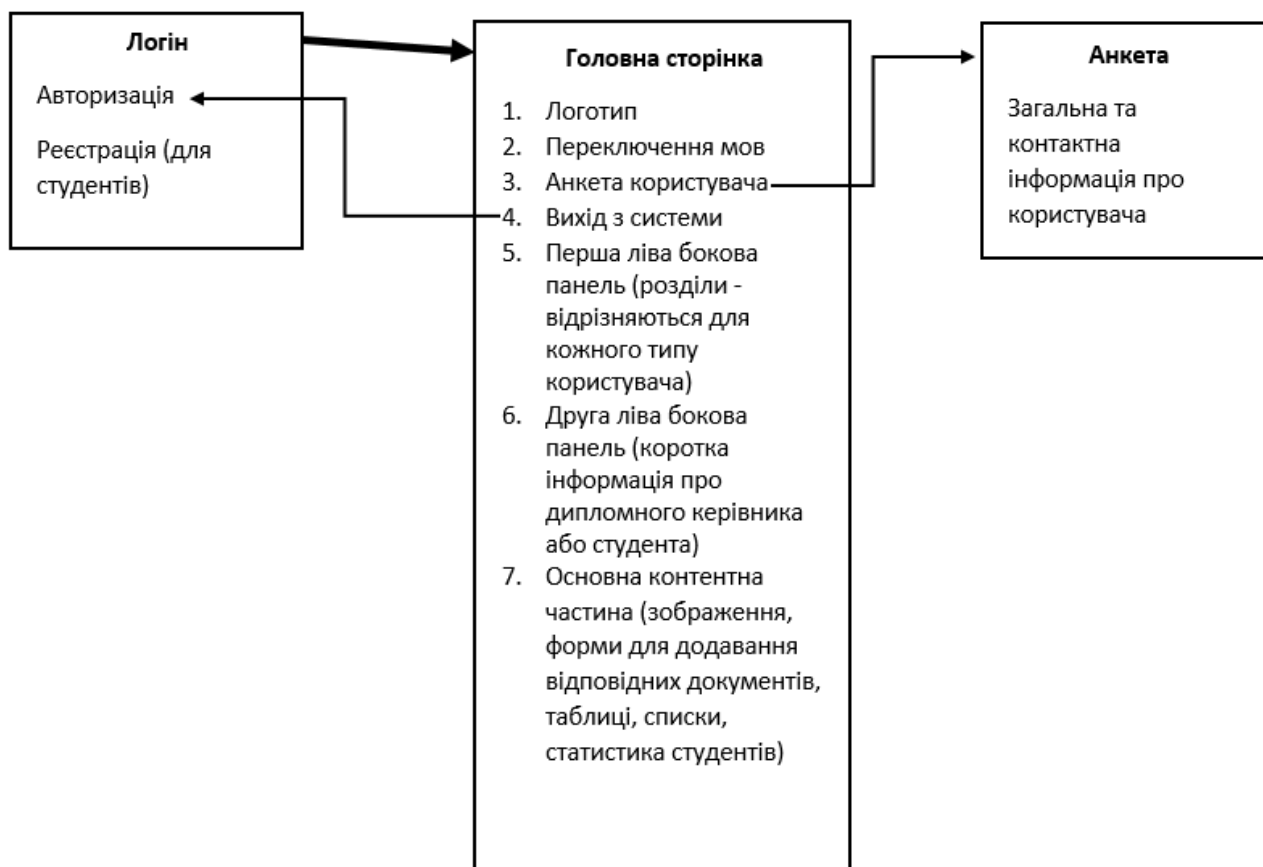 Логін
Авторизація
Реєстрація (для
студентів)
Головна сторінка
1. Логотип
2. Переключення мов
3. Анкета користувача
4. Вихід з системи
5. Перша ліва бокова
панель (розділи -
відрізняються для
кожного типу
користувача)
6. Друга ліва бокова
панель (коротка
інформація про
дипломного керівника
або студента)
7. Основна контентна
частина (зображення,
форми для додавання
відповідних документів,
таблиці, списки,
статистика студентів)
Анкета
Загальна та
контактна
інформація про
користувача